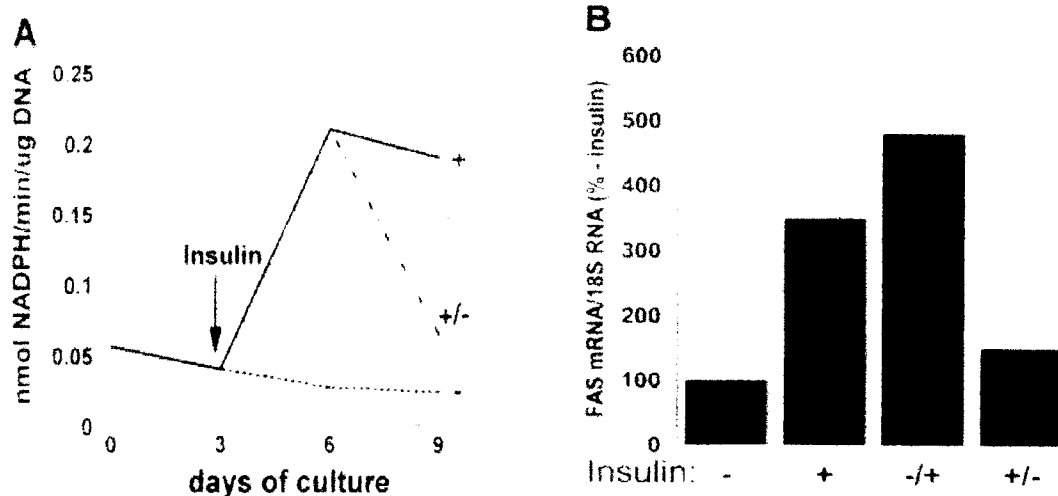 A
nmol NADPH/min/ug DNA
0.25
0.2
0.15
0.1
0.05
0
Insulin
+
+/-
-
0 3 6 9
days of culture
B
FAS mRNA/18S RNA (% - insulin)
600
500
400
300
200
100
0
Insulin: - + -/+ +/-